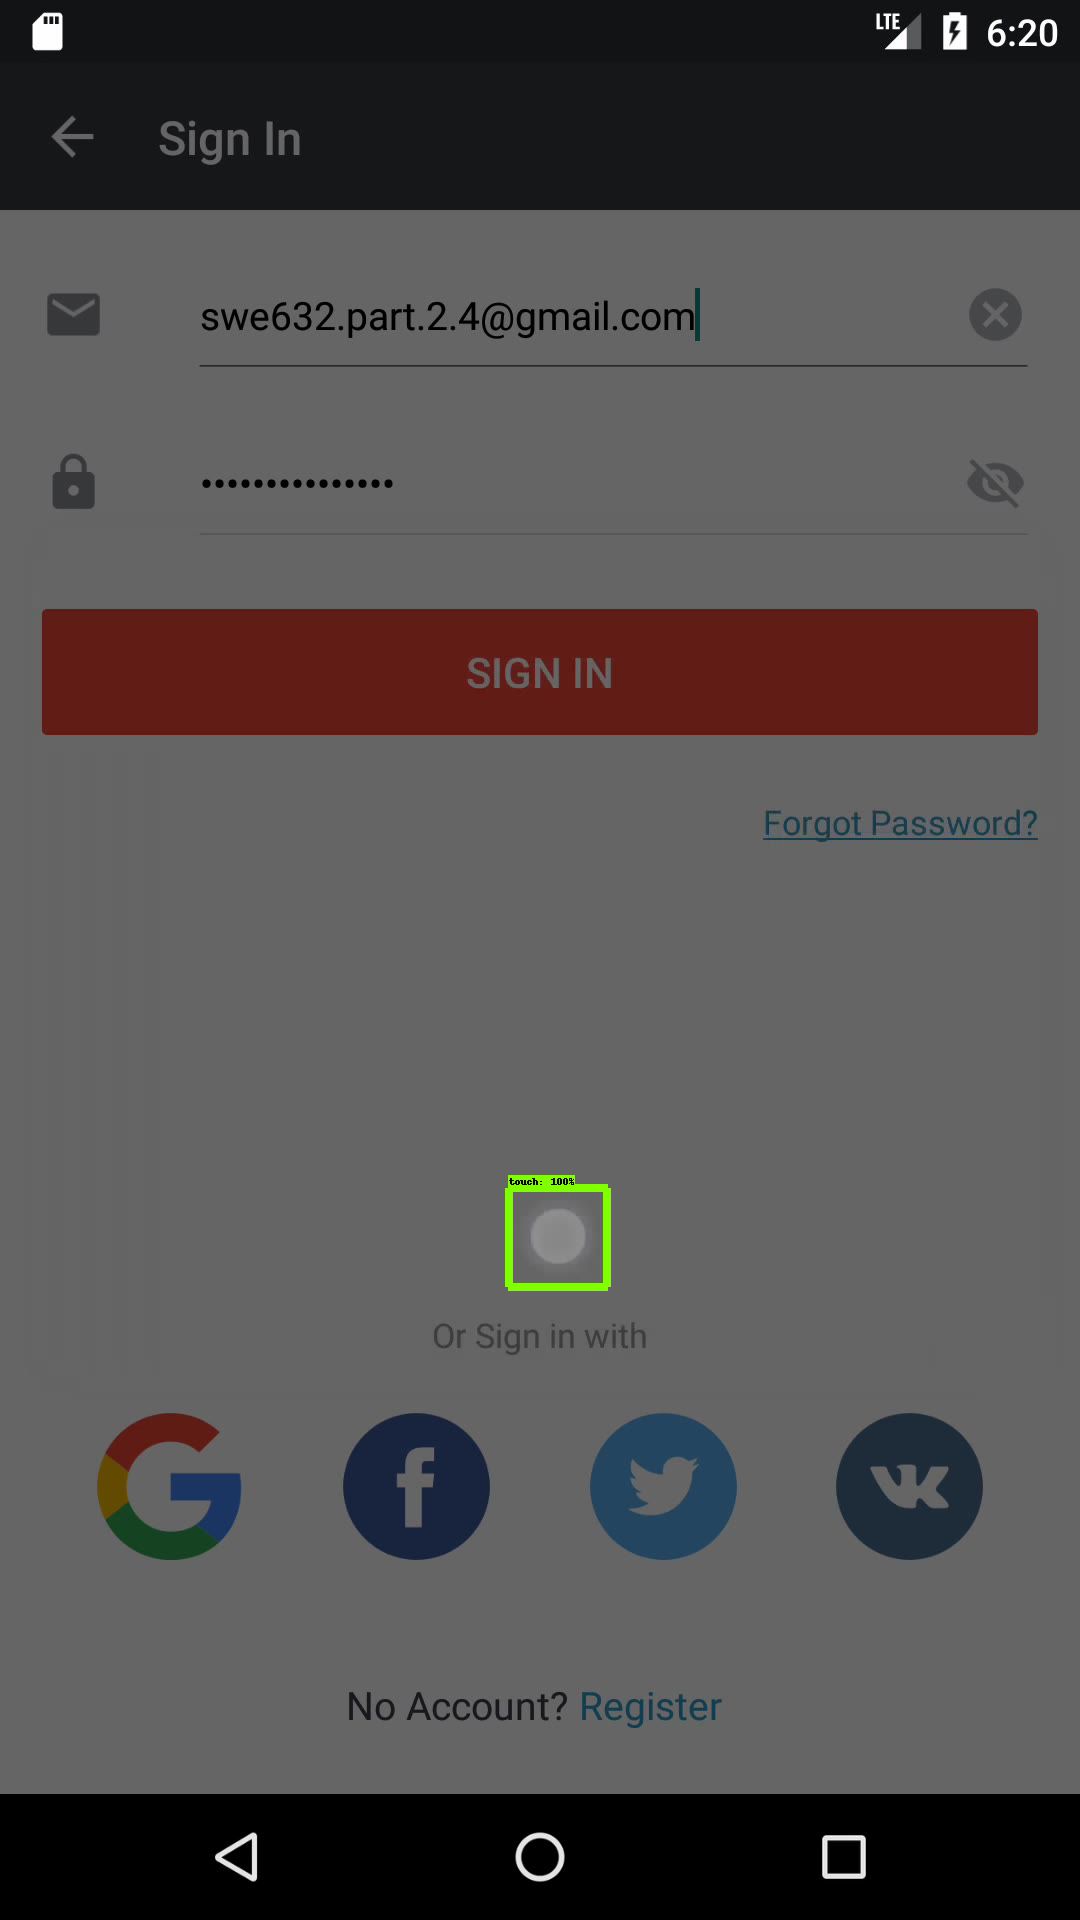 LTE 6:20
Sign In
swe632.part.2.4@gmail.com
•••••••••••••••
SIGN IN
Forgot Password?
touch: 100%
Or Sign in with
No Account? Register